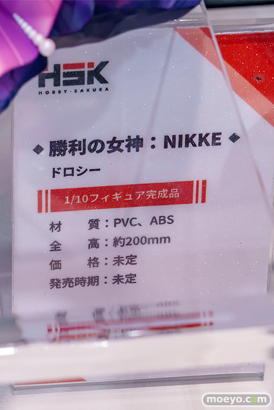 HSK
HOBBY-SAKURA
◆ 勝利の女神：NIKKE ◆
ドロシー
1/10フィギュア完成品
材　質：PVC、ABS
全　高：約200mm
価　格：未定
発売時期：未定
moeyo.com